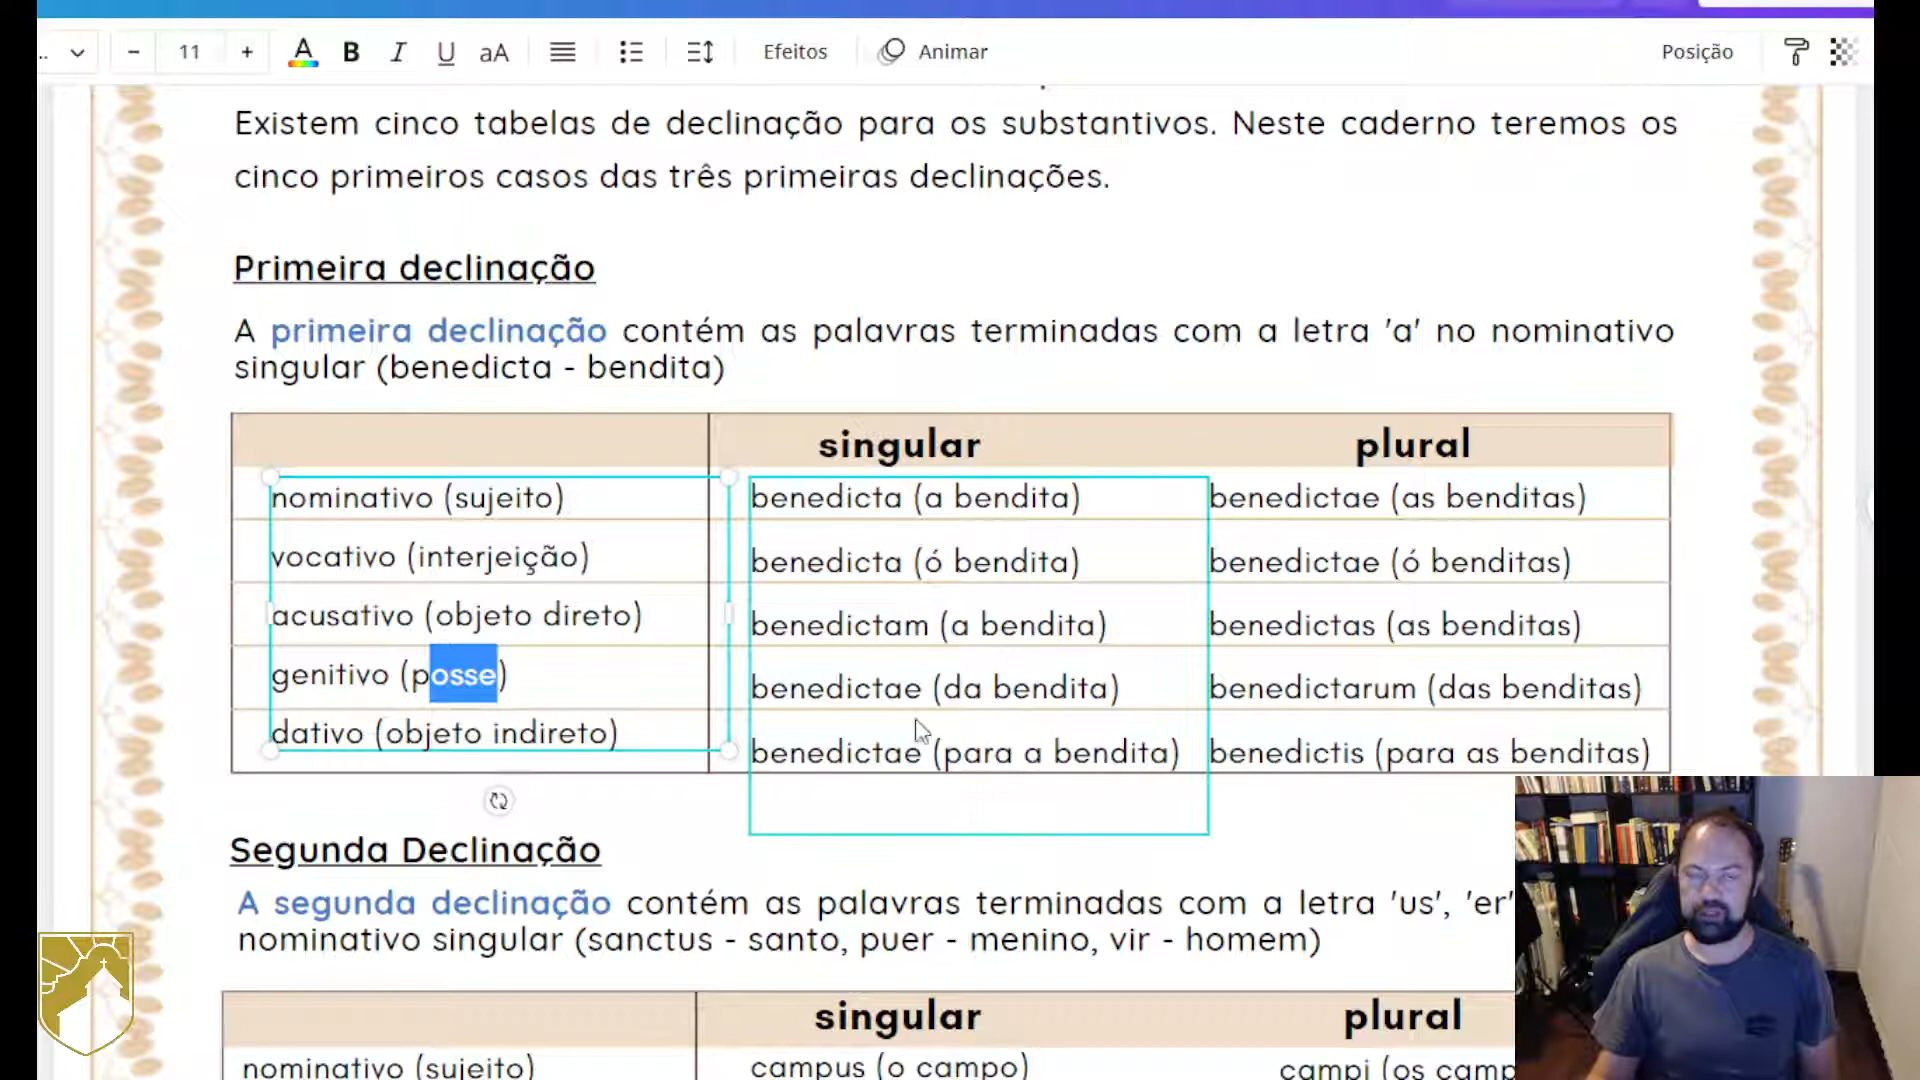 .. 11 A B I U aA Efeitos Animar Posição
Existem cinco tabelas de declinação para os substantivos. Neste caderno teremos os
cinco primeiros casos das três primeiras declinações.
Primeira declinação
A primeira declinação contém as palavras terminadas com a letra 'a' no nominativo
singular (benedicta - bendita)
singular plural
nominativo (sujeito) benedicta (a bendita) benedictae (as benditas)
vocativo (interjeição) benedicta (ó bendita) benedictae (ó benditas)
acusativo (objeto direto) benedictam (a bendita) benedictas (as benditas)
genitivo (posse) benedictae (da bendita) benedictarum (das benditas)
dativo (objeto indireto) benedictae (para a bendita) benedictis (para as benditas)
Segunda Declinação
A segunda declinação contém as palavras terminadas com a letra 'us', 'er'
nominativo singular (sanctus - santo, puer - menino, vir - homem)
singular plural
nominativo (sujeito) campus (o campo) campi (os camp